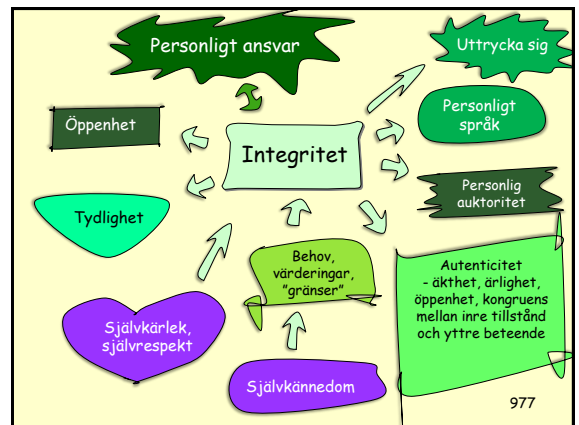 Personligt ansvar
Uttrycka sig
Öppenhet
Personligt
språk
Integritet
Personlig
auktoritet
Tydlighet
Behov,
värderingar,
”gränser”
Autenticitet
- äkthet, ärlighet,
öppenhet, kongruens
mellan inre tillstånd
och yttre beteende
Självkärlek,
självrespekt
Självkännedom
977